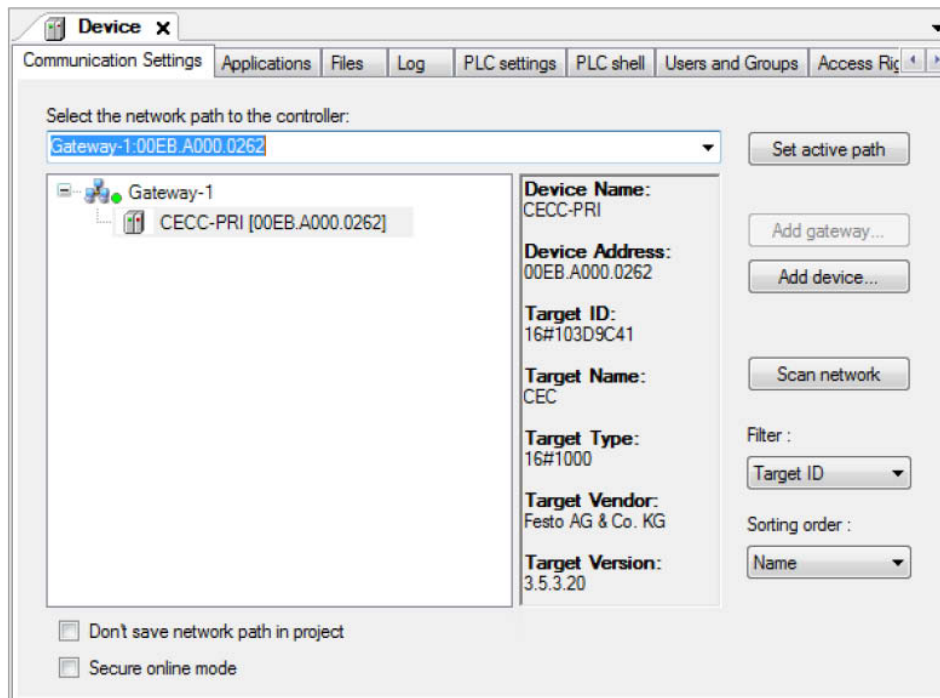 Device
Communication Settings Applications Files Log PLC settings PLC shell Users and Groups Access
Select the network path to the controller:
Gateway-1:00EB.A000.0262
Set active path
Gateway-1
CECC-PRI [00EB.A000.0262]
Device Name:
CECC-PRI
Device Address:
00EB.A000.0262
Target ID:
16#103D9C41
Target Name:
CEC
Target Type:
16#1000
Target Vendor:
Festo AG & Co. KG
Target Version:
3.5.3.20
Add gateway...
Add device...
Scan network
Filter :
Target ID
Sorting order :
Name
Don't save network path in project
Secure online mode